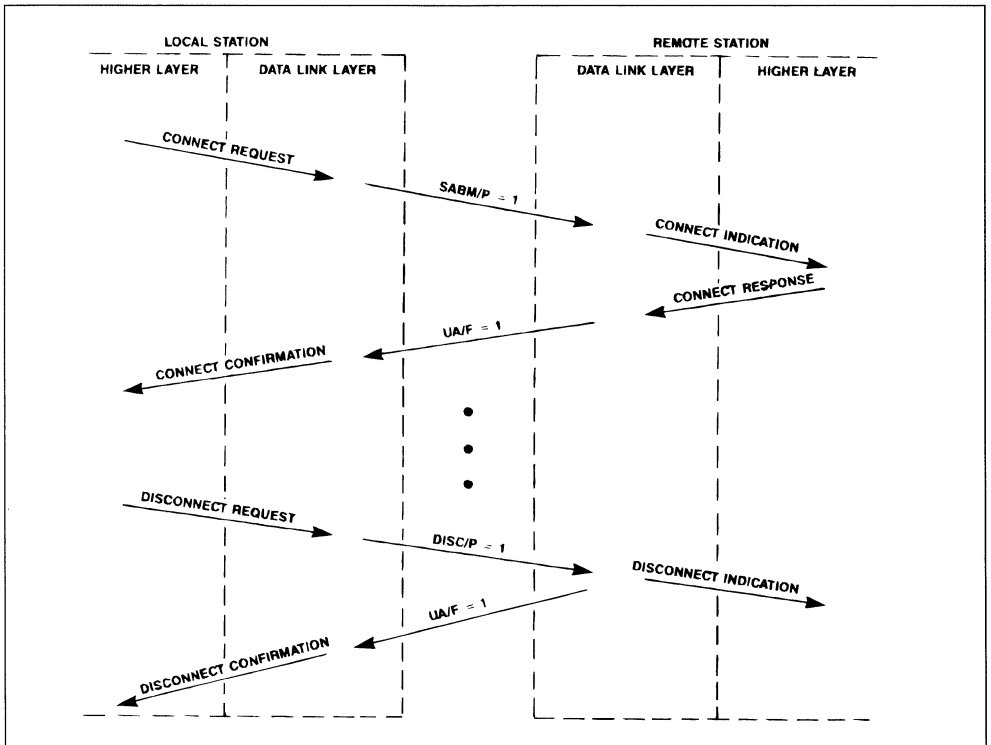 LOCAL STATION
REMOTE STATION
HIGHER LAYER
DATA LINK LAYER
DATA LINK LAYER
HIGHER LAYER
CONNECT REQUEST
SABM/P = 1
CONNECT INDICATION
CONNECT RESPONSE
UA/F = 1
CONNECT CONFIRMATION
DISCONNECT REQUEST
DISC/P = 1
DISCONNECT INDICATION
UA/F = 1
DISCONNECT CONFIRMATION